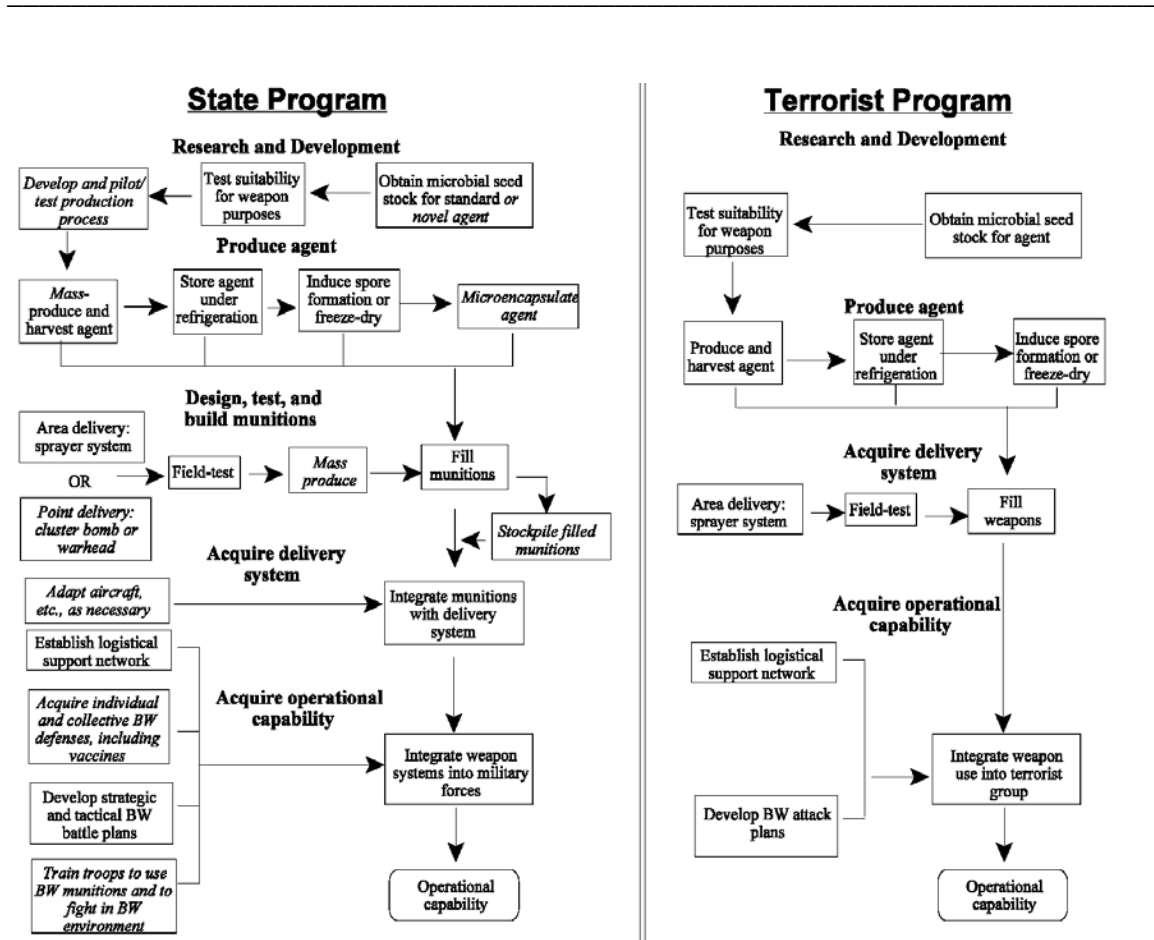 State Program
Research and Development
Develop and pilot/
test production
process
Test suitability
for weapon
purposes
Obtain microbial seed
stock for standard or
novel agent
Produce agent
Mass-
produce and
harvest agent
Store agent
under
refrigeration
Induce spore
formation or
freeze-dry
Microencapsulate
agent
Design, test, and
build munitions
Area delivery:
sprayer system
OR
Point delivery:
cluster bomb or
warhead
Field-test
Mass
produce
Fill
munitions
Stockpile filled
munitions
Acquire delivery
system
Adapt aircraft,
etc., as necessary
Integrate munitions
with delivery
system
Establish logistical
support network
Acquire individual
and collective BW
defenses, including
vaccines
Develop strategic
and tactical BW
battle plans
Train troops to use
BW munitions and to
fight in BW
environment
Acquire operational
capability
Integrate weapon
systems into military
forces
Operational
capability
Terrorist Program
Research and Development
Test suitability
for weapon
purposes
Obtain microbial seed
stock for agent
Produce agent
Produce and
harvest agent
Store agent
under
refrigeration
Induce spore
formation or
freeze-dry
Acquire delivery
system
Area delivery:
sprayer system
Field-test
Fill
weapons
Acquire operational
capability
Establish logistical
support network
Develop BW attack
plans
Integrate weapon
use into terrorist
group
Operational
capability